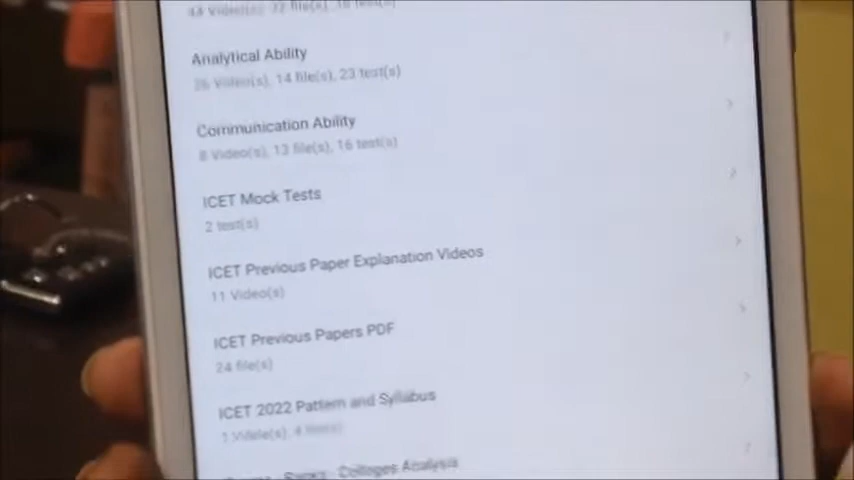 Analytical Ability
26 Video(s), 14 file(s), 23 test(s)
Communication Ability
8 Video(s), 13 file(s), 16 test(s)
ICET Mock Tests
2 test(s)
ICET Previous Paper Explanation Videos
11 Video(s)
ICET Previous Papers PDF
24 file(s)
ICET 2022 Pattern and Syllabus
Colleges Analysis